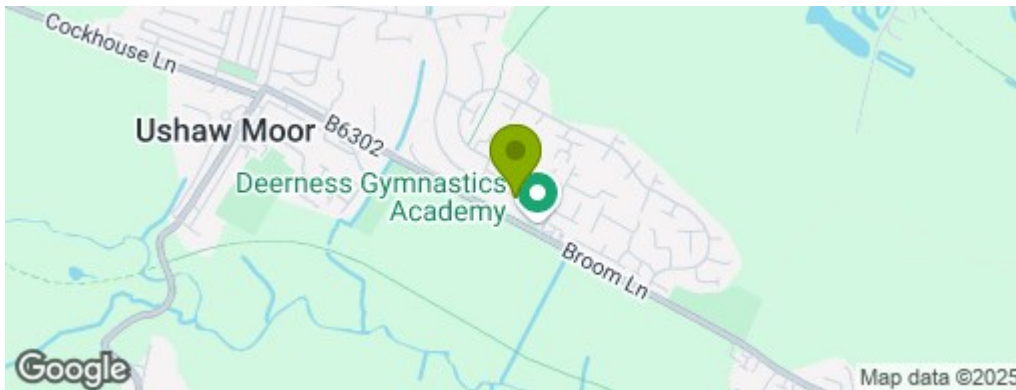 Cockhouse Ln
Ushaw Moor
B6302
Deerness Gymnastics
Academy
Broom Ln
Google
Map data ©2025